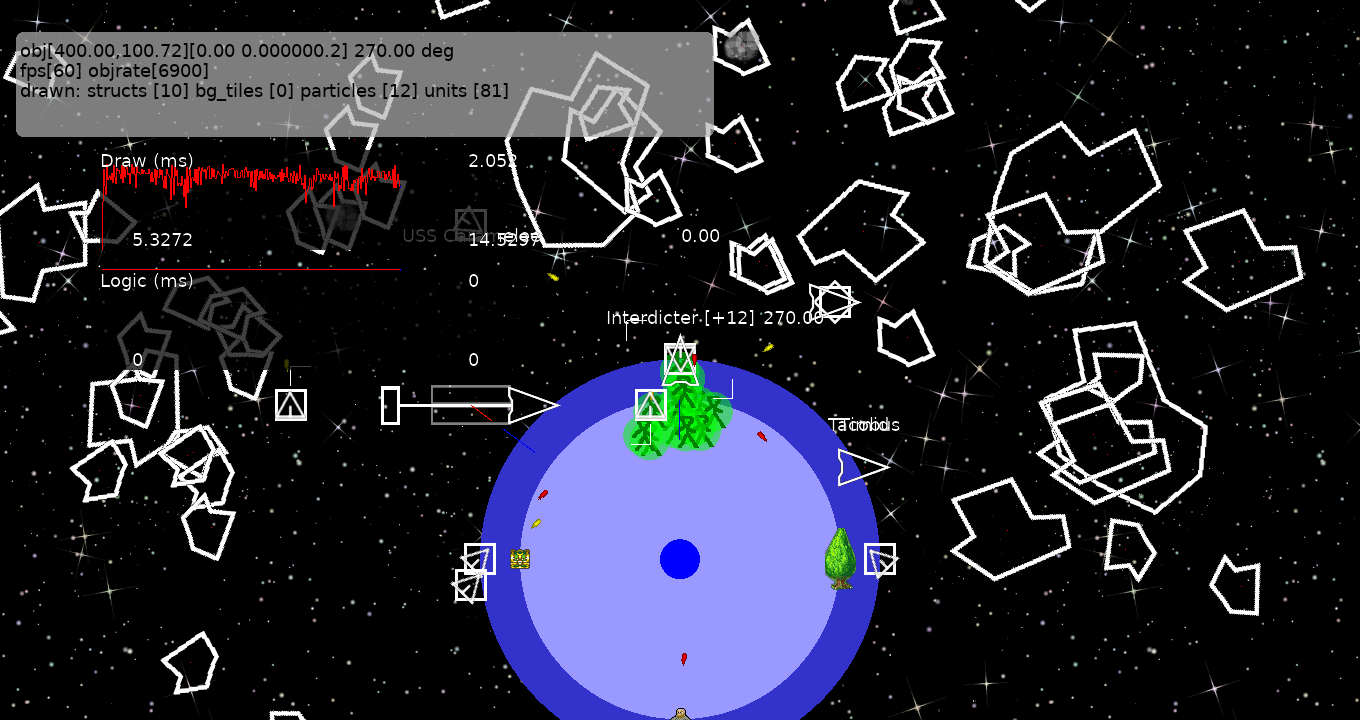 obj[400.00,100.72][0.00 0.000000.2] 270.00 deg
fps[60] objrate[6900]
drawn: structs [10] bg_tiles [0] particles [12] units [81]
Draw (ms) 2.052
5.3272 14.5297 0.00
Logic (ms) 0
Interdicter [+12] 270.00
0 0